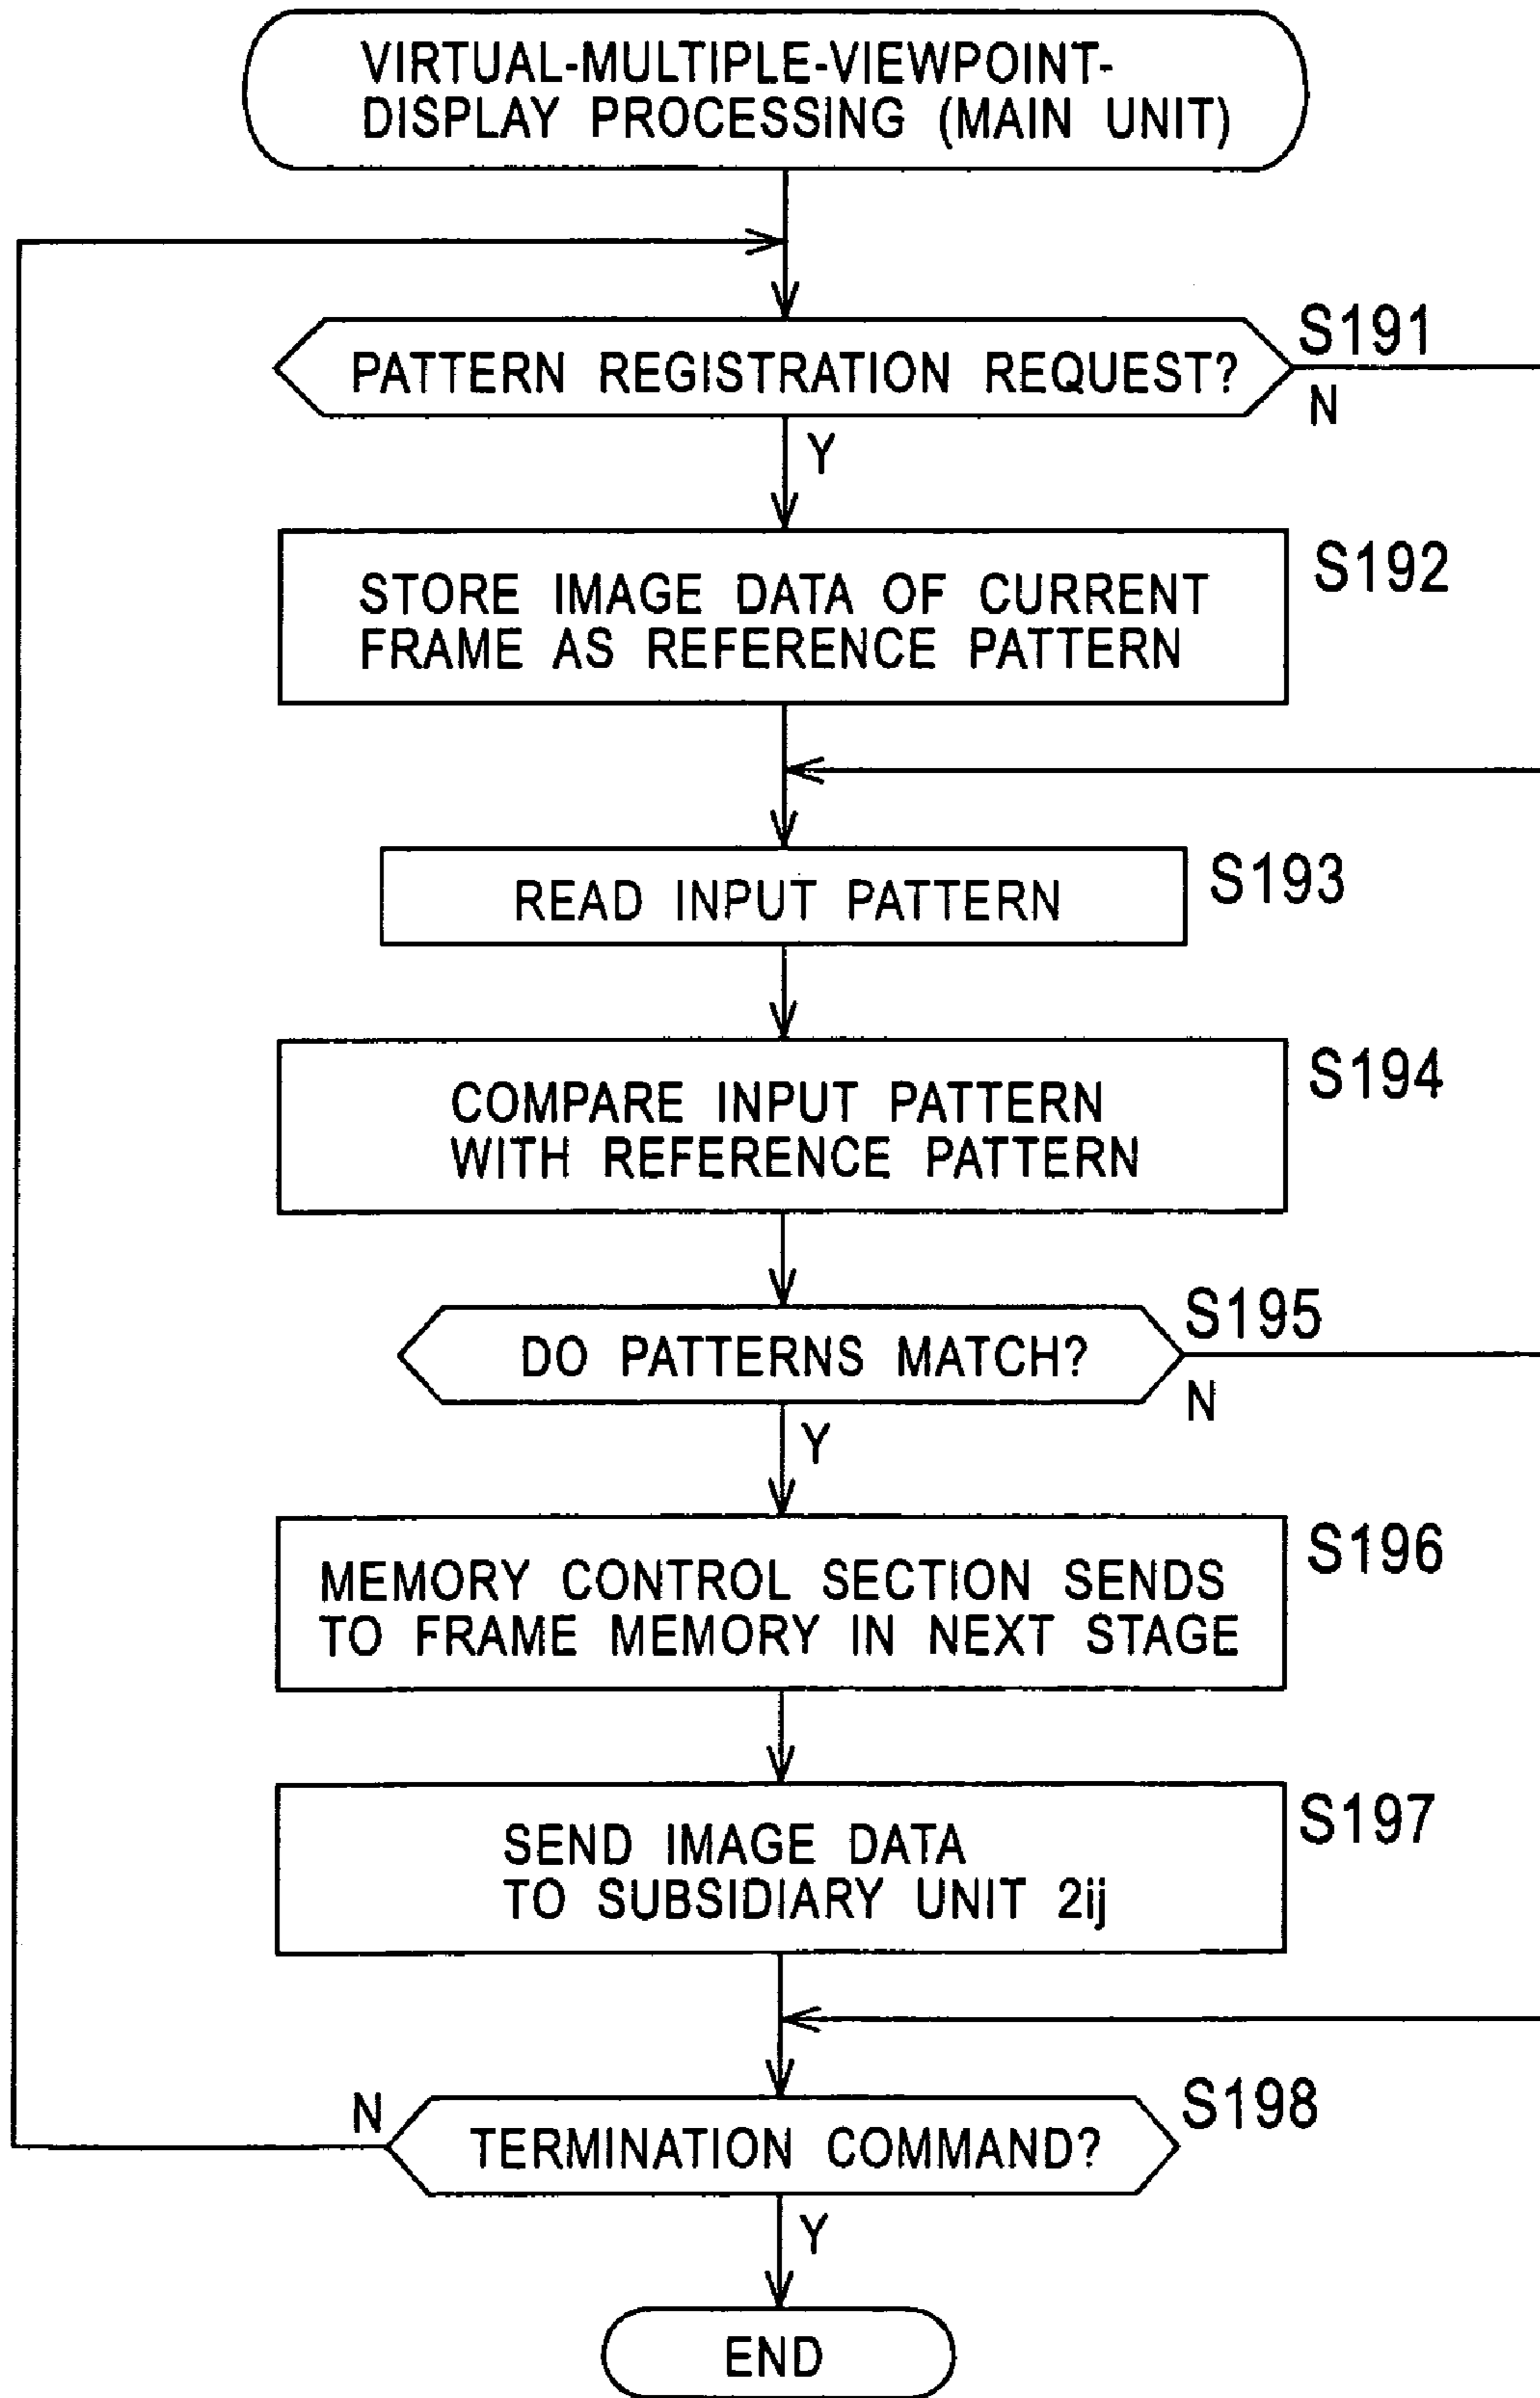 VIRTUAL-MULTIPLE-VIEWPOINT-
DISPLAY PROCESSING (MAIN UNIT)
S191
PATTERN REGISTRATION REQUEST?
N
Y
S192
STORE IMAGE DATA OF CURRENT
FRAME AS REFERENCE PATTERN
S193
READ INPUT PATTERN
S194
COMPARE INPUT PATTERN
WITH REFERENCE PATTERN
S195
DO PATTERNS MATCH?
N
Y
S196
MEMORY CONTROL SECTION SENDS
TO FRAME MEMORY IN NEXT STAGE
S197
SEND IMAGE DATA
TO SUBSIDIARY UNIT 2ij
S198
N
TERMINATION COMMAND?
Y
END